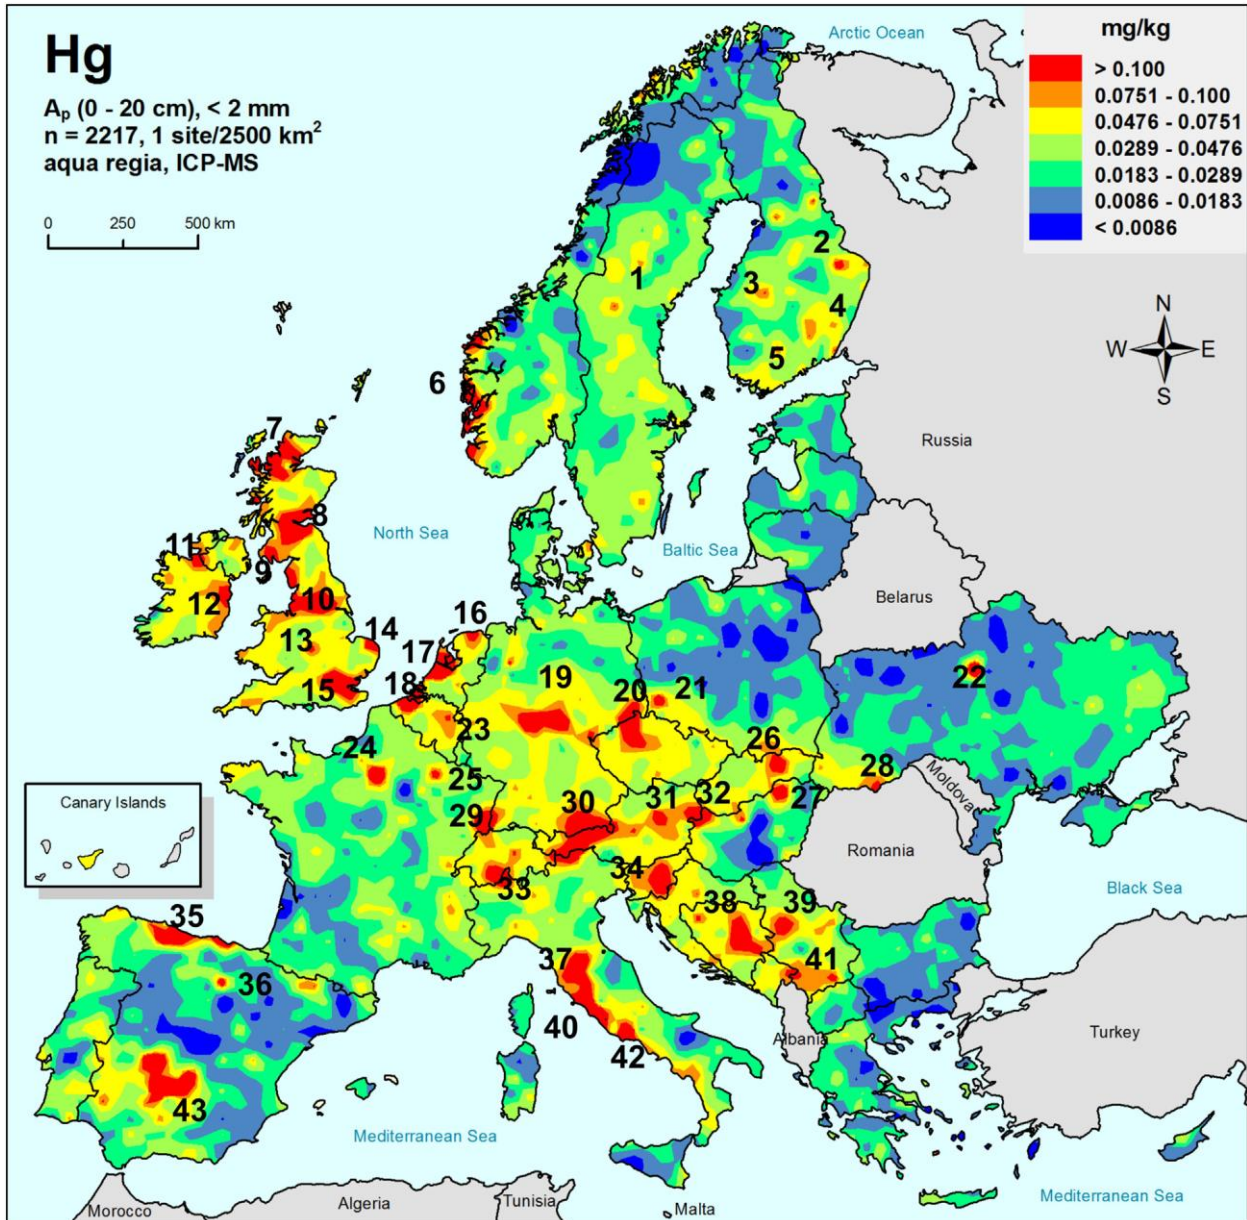 Hg
Aₚ (0 - 20 cm), < 2 mm
n = 2217, 1 site/2500 km²
aqua regia, ICP-MS
0 250 500 km
mg/kg
> 0.100
0.0751 - 0.100
0.0476 - 0.0751
0.0289 - 0.0476
0.0183 - 0.0289
0.0086 - 0.0183
< 0.0086
Arctic Ocean
N
W E
S
1
2
3
4
5
6
7
8
9
10
11
12
13
14
15
16
17
18
19
20
21
22
23
24
25
26
27
28
29
30
31
32
33
34
35
36
37
38
39
40
41
42
43
Russia
North Sea
Baltic Sea
Belarus
Moldova
Canary Islands
Romania
Black Sea
Albania
Turkey
Mediterranean Sea
Mediterranean Sea
Morocco
Algeria
Tunisia
Malta